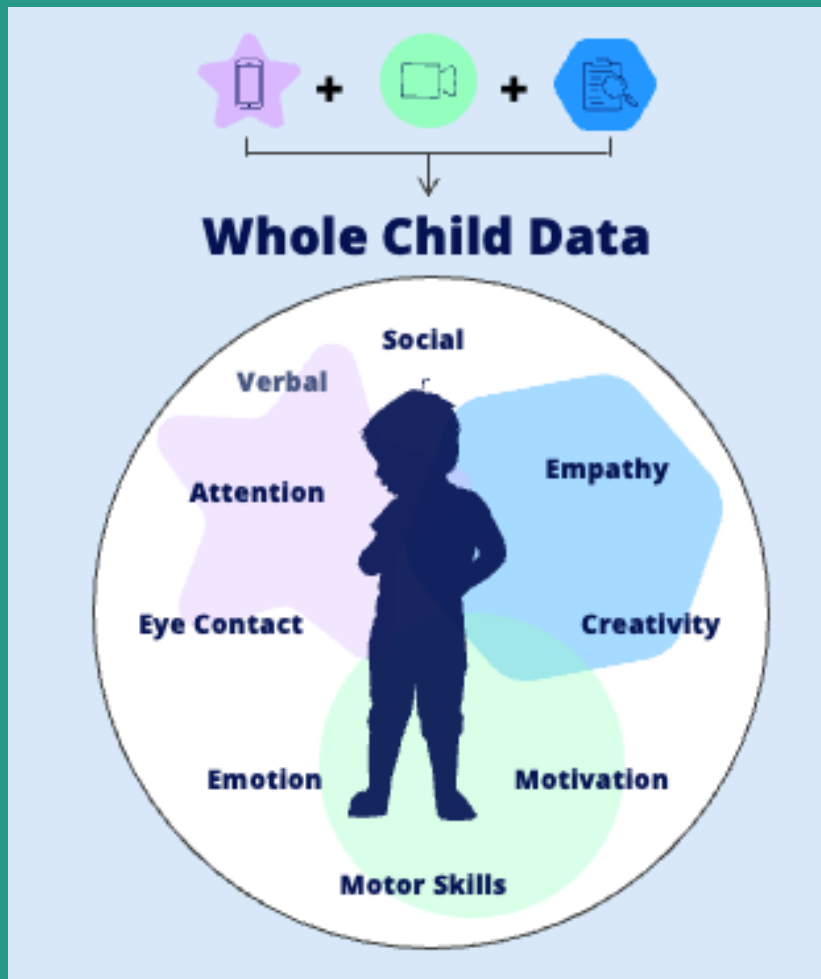 + +
Whole Child Data
Social
Verbal
Attention
Empathy
Eye Contact
Creativity
Emotion
Motivation
Motor Skills